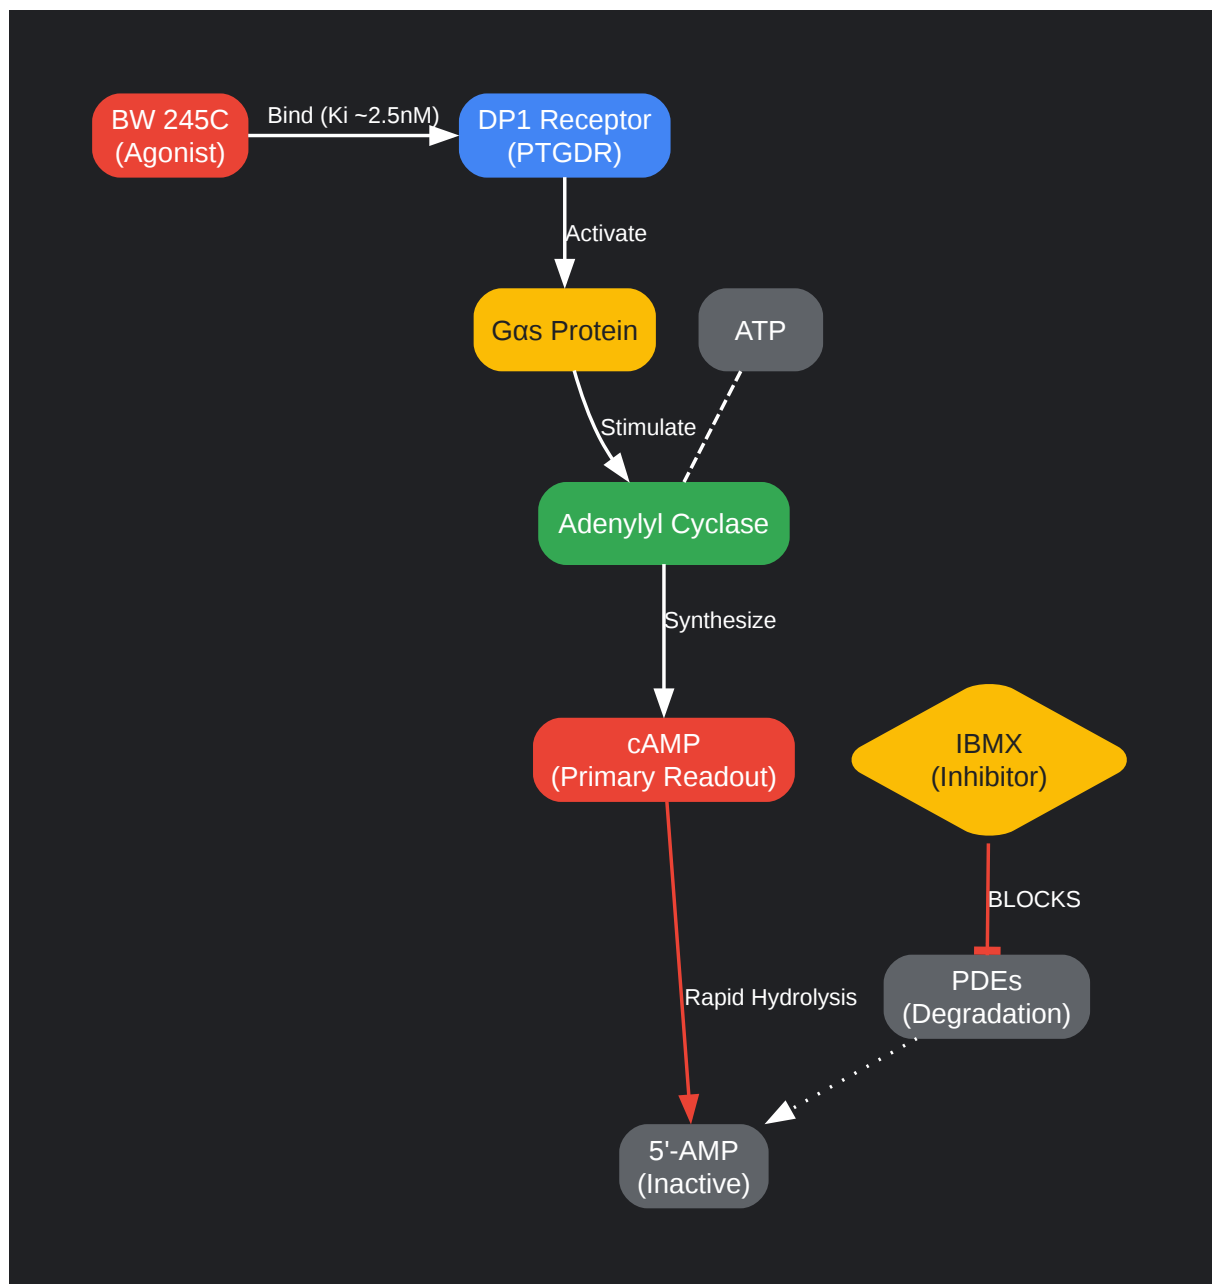 BW 245C
(Agonist)
Bind (Ki ~2.5nM)
DP1 Receptor
(PTGDR)
Activate
Gαs Protein
ATP
Stimulate
Adenylyl Cyclase
Synthesize
cAMP
(Primary Readout)
IBMX
(Inhibitor)
BLOCKS
Rapid Hydrolysis
PDEs
(Degradation)
5'-AMP
(Inactive)